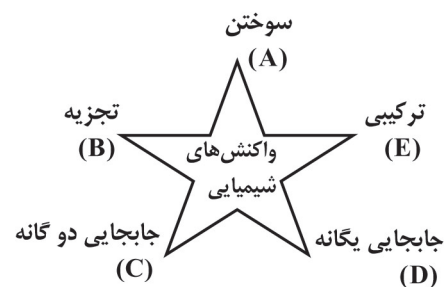 سوختن
(A)
تجزیه
(B)
ترکیبی
(E)
واکنش‌های
شیمیایی
جابجایی دو گانه
(C)
جابجایی یگانه
(D)